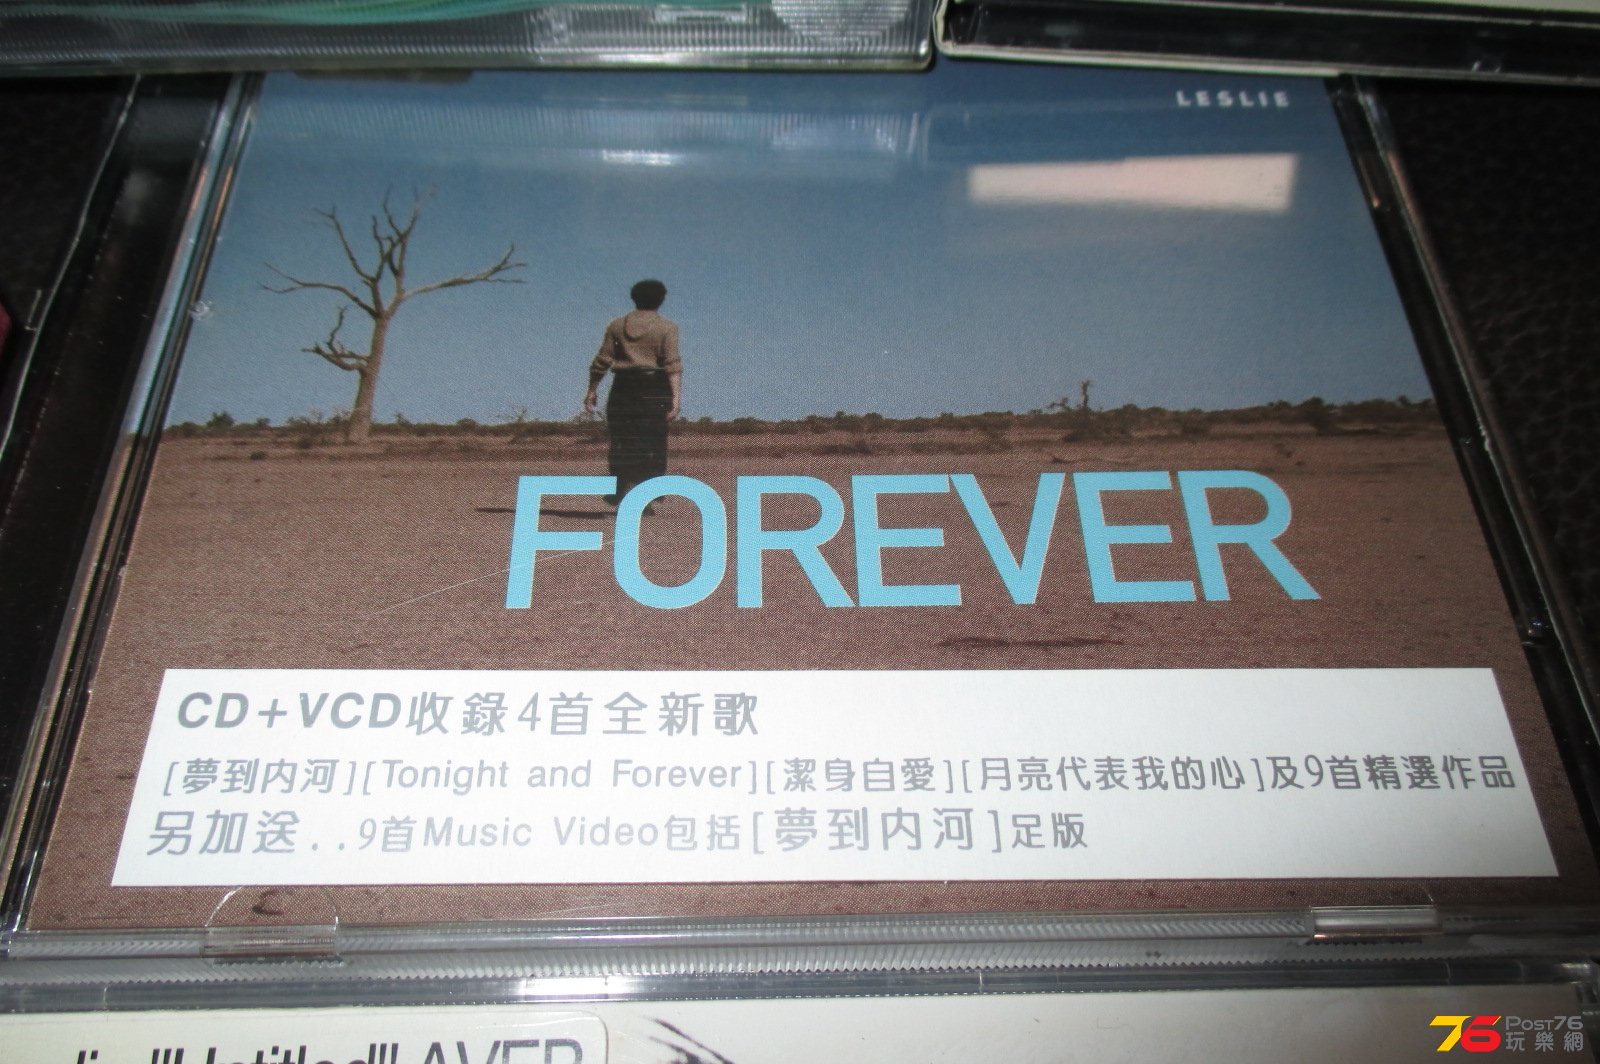 LESLIE
FOREVER
CD+VCD收錄4首全新歌
[夢到内河][Tonight and Forever][潔身自愛][月亮代表我的心]及9首精選作品
另加送..9首Music Video包括[夢到内河]足版
Post76
玩樂網